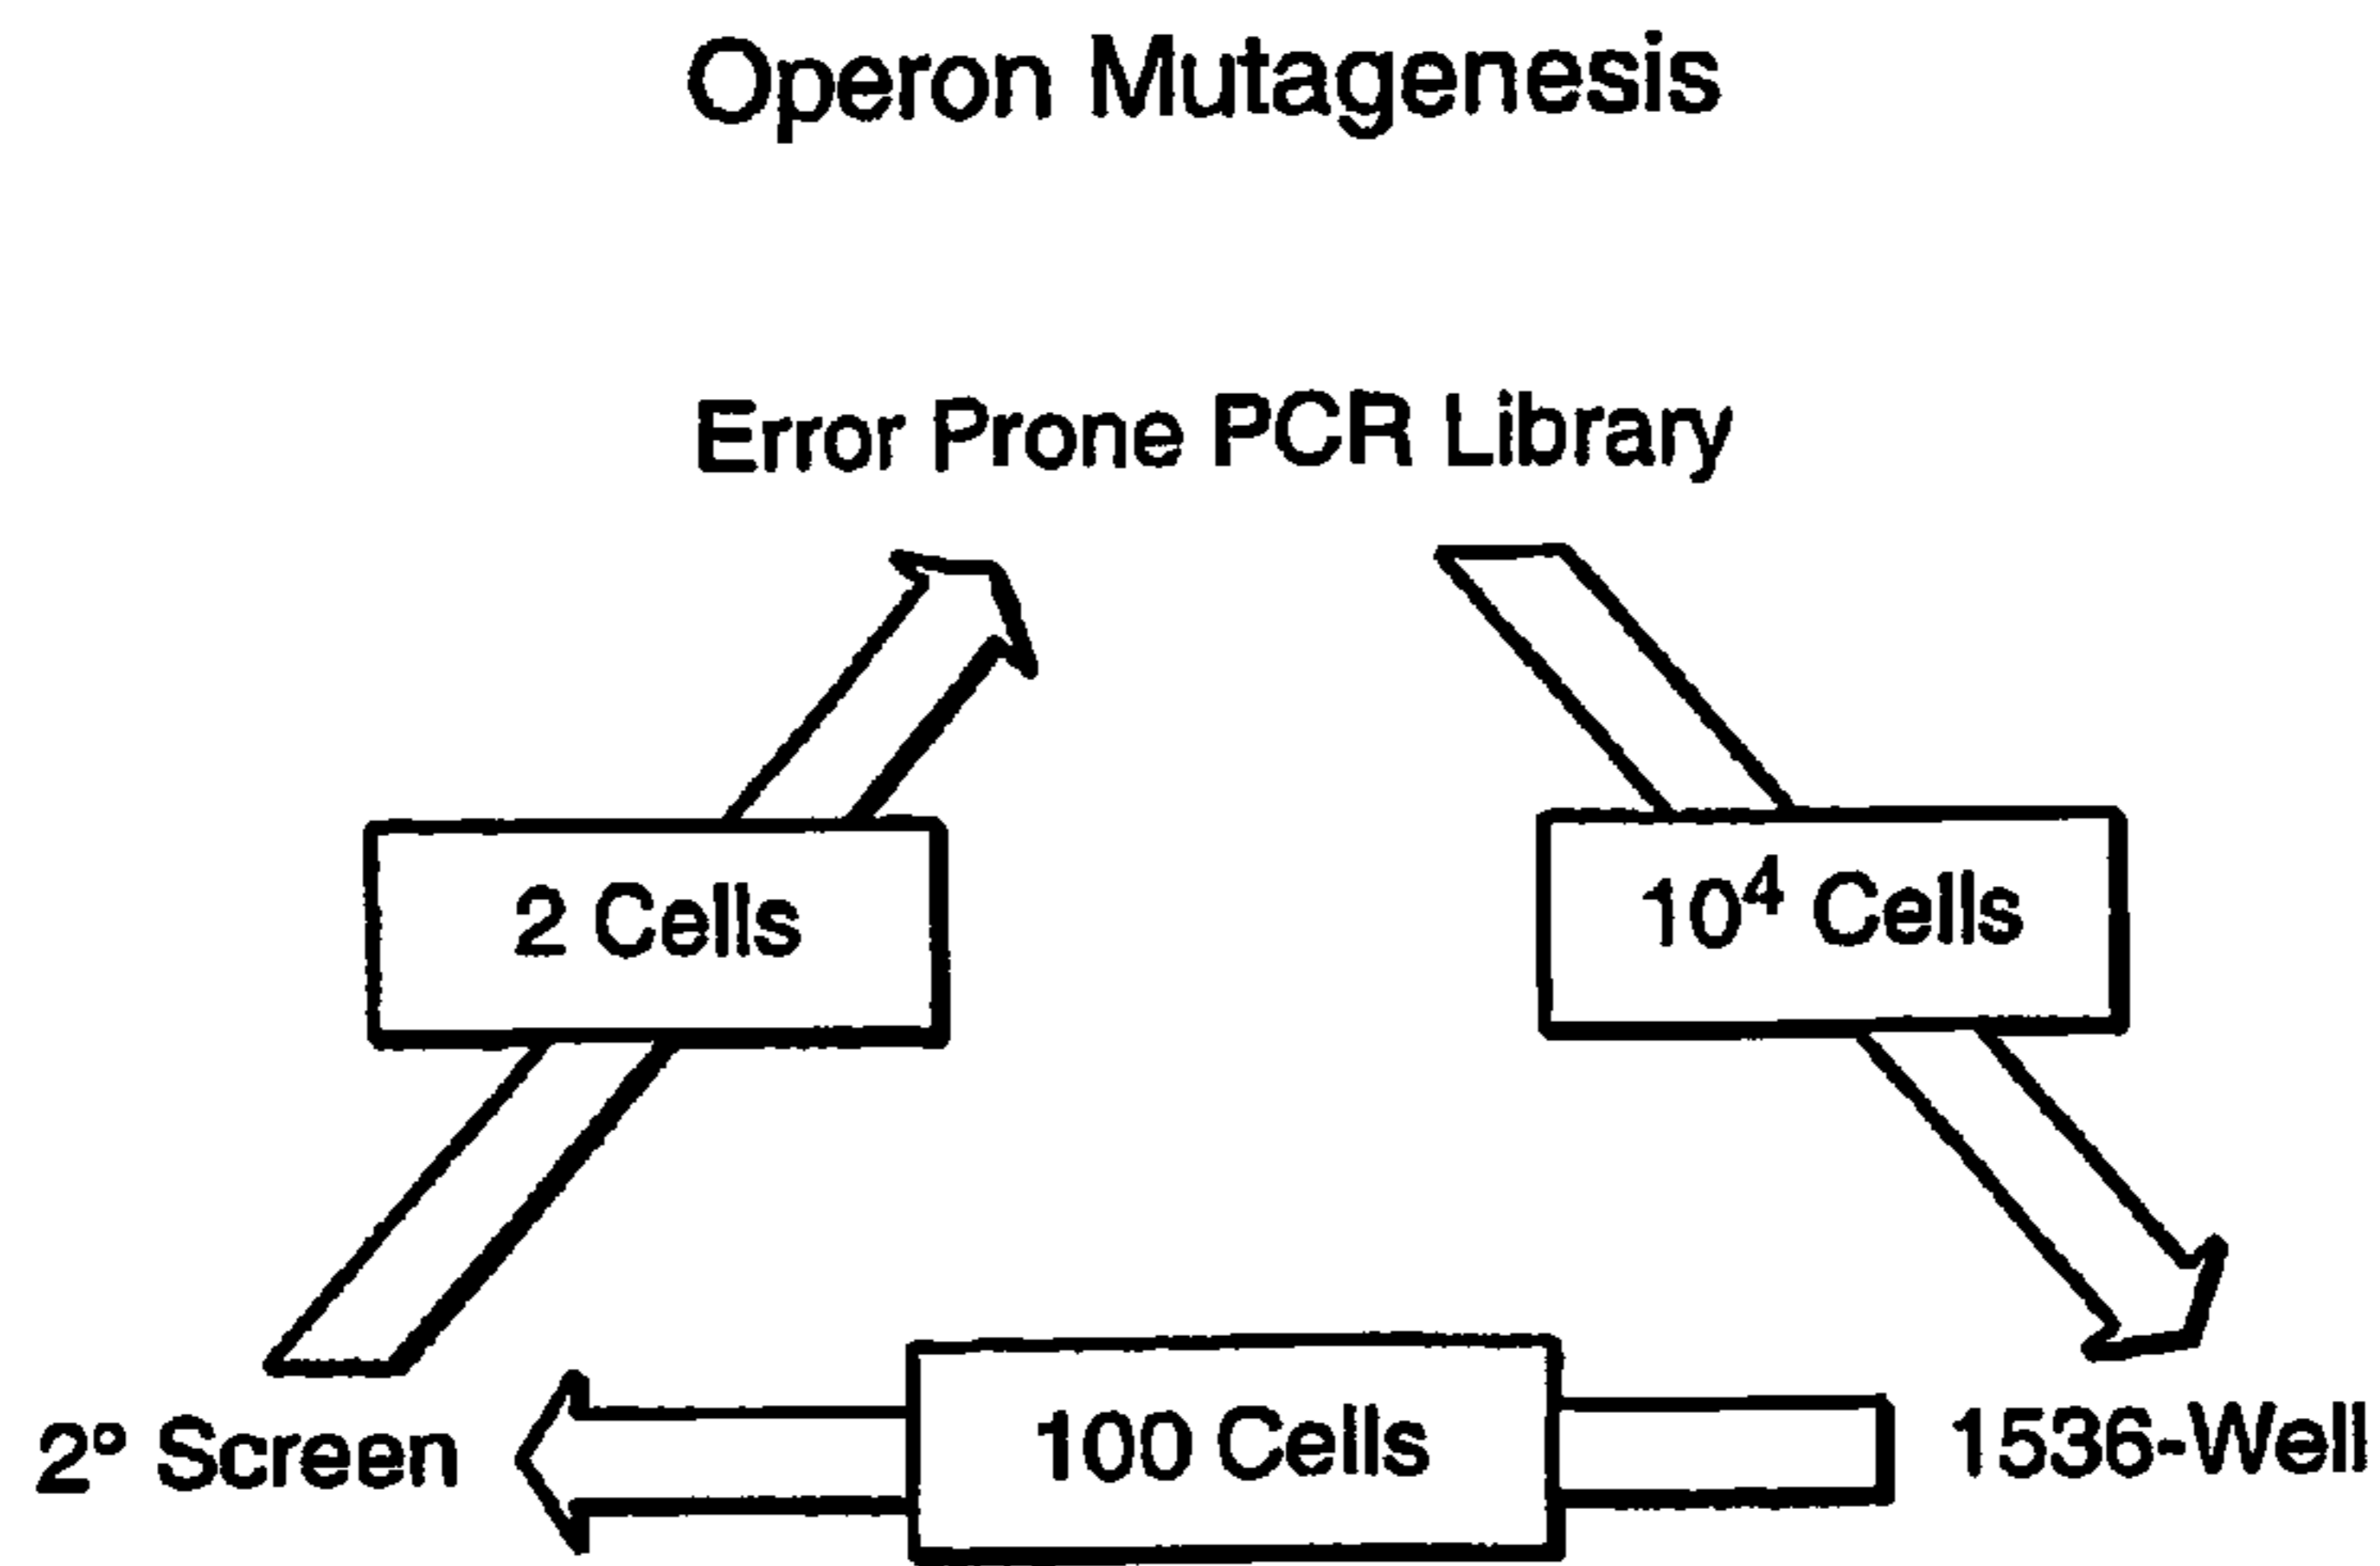 Operon Mutagenesis
Error Prone PCR Library
2 Cells
10⁴ Cells
100 Cells
2° Screen
1536-Well